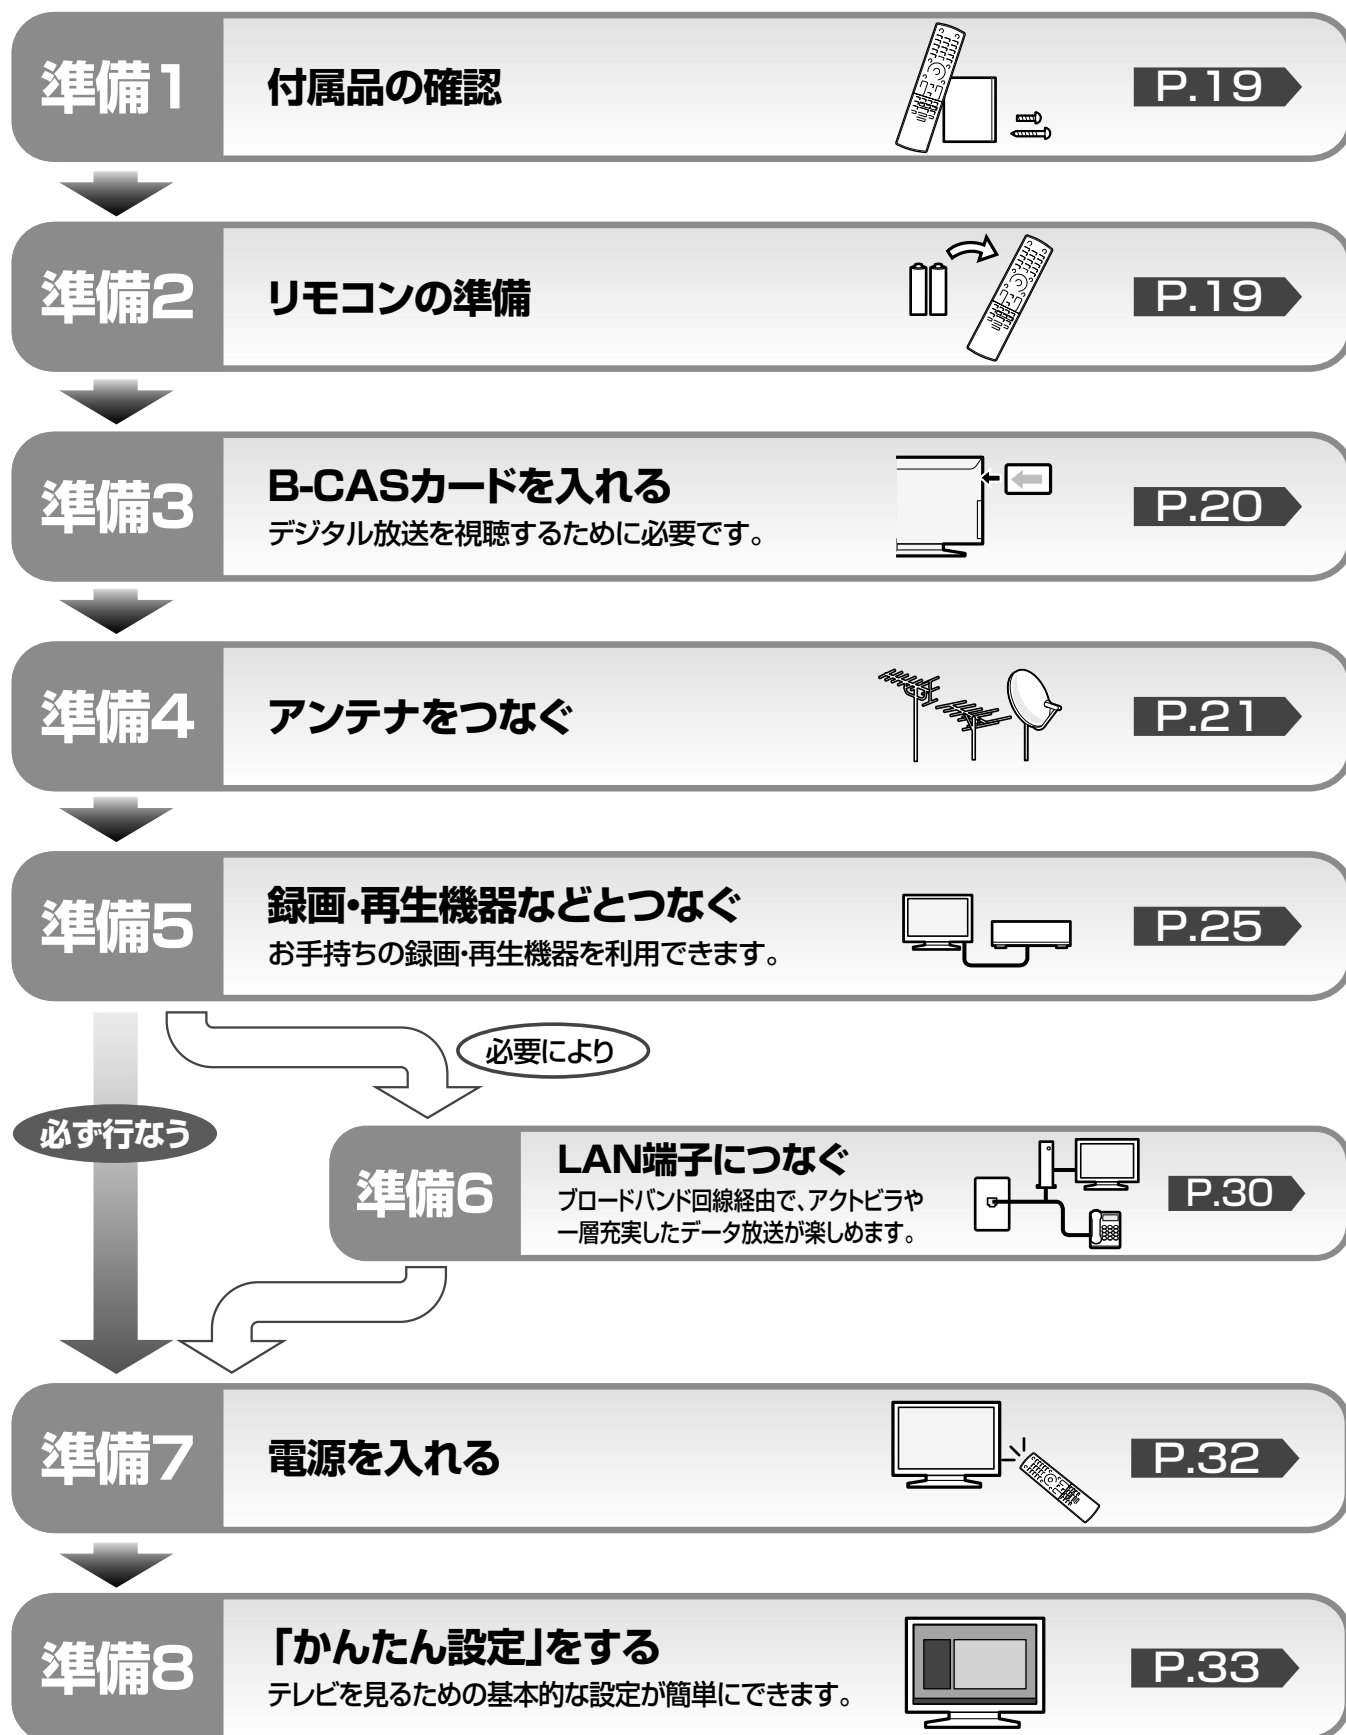 準備1
付属品の確認
P.19
準備2
リモコンの準備
P.19
準備3
B-CASカードを入れる
デジタル放送を視聴するために必要です。
P.20
準備4
アンテナをつなぐ
P.21
準備5
録画・再生機器などとつなぐ
お手持ちの録画・再生機器を利用できます。
P.25
必要により
必ず行なう
準備6
LAN端子につなぐ
ブロードバンド回線経由で、アクトビラや
一層充実したデータ放送が楽しめます。
P.30
準備7
電源を入れる
P.32
準備8
「かんたん設定」をする
テレビを見るための基本的な設定が簡単にできます。
P.33